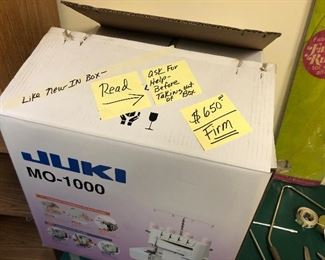 Like New IN Box-
Read
Ask For
Help-
Before
Taking out
of Box
$650°°
Firm
JUKI
MO-1000